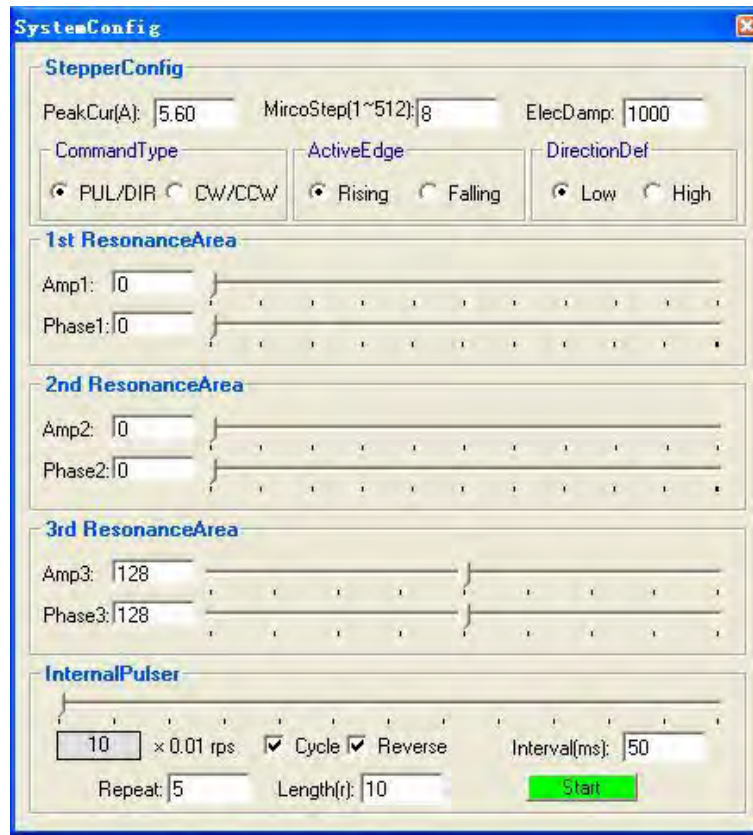 SystemConfig
StepperConfig
PeakCur(A): 5.60 MircoStep(1~512): 8 ElecDamp: 1000
CommandType ActiveEdge DirectionDef
PUL/DIR CW/CCW Rising Falling Low High
1st ResonanceArea
Amp1: 0
Phase1: 0
2nd ResonanceArea
Amp2: 0
Phase2: 0
3rd ResonanceArea
Amp3: 128
Phase3: 128
InternalPulser
10 × 0.01 rps Cycle Reverse Interval(ms): 50
Repeat: 5 Length(r): 10 Start